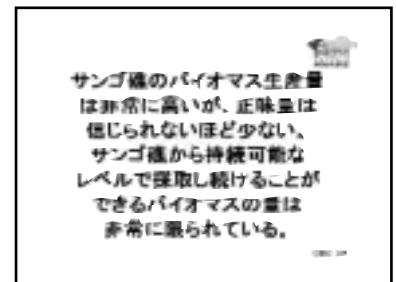 サンゴ礁のバイオマス生産量
は非常に高いが、正味量は
信じられないほど少ない、
サンゴ礁から持続可能な
レベルで採取し続けることが
できるバイオマスの量は
非常に限られている。